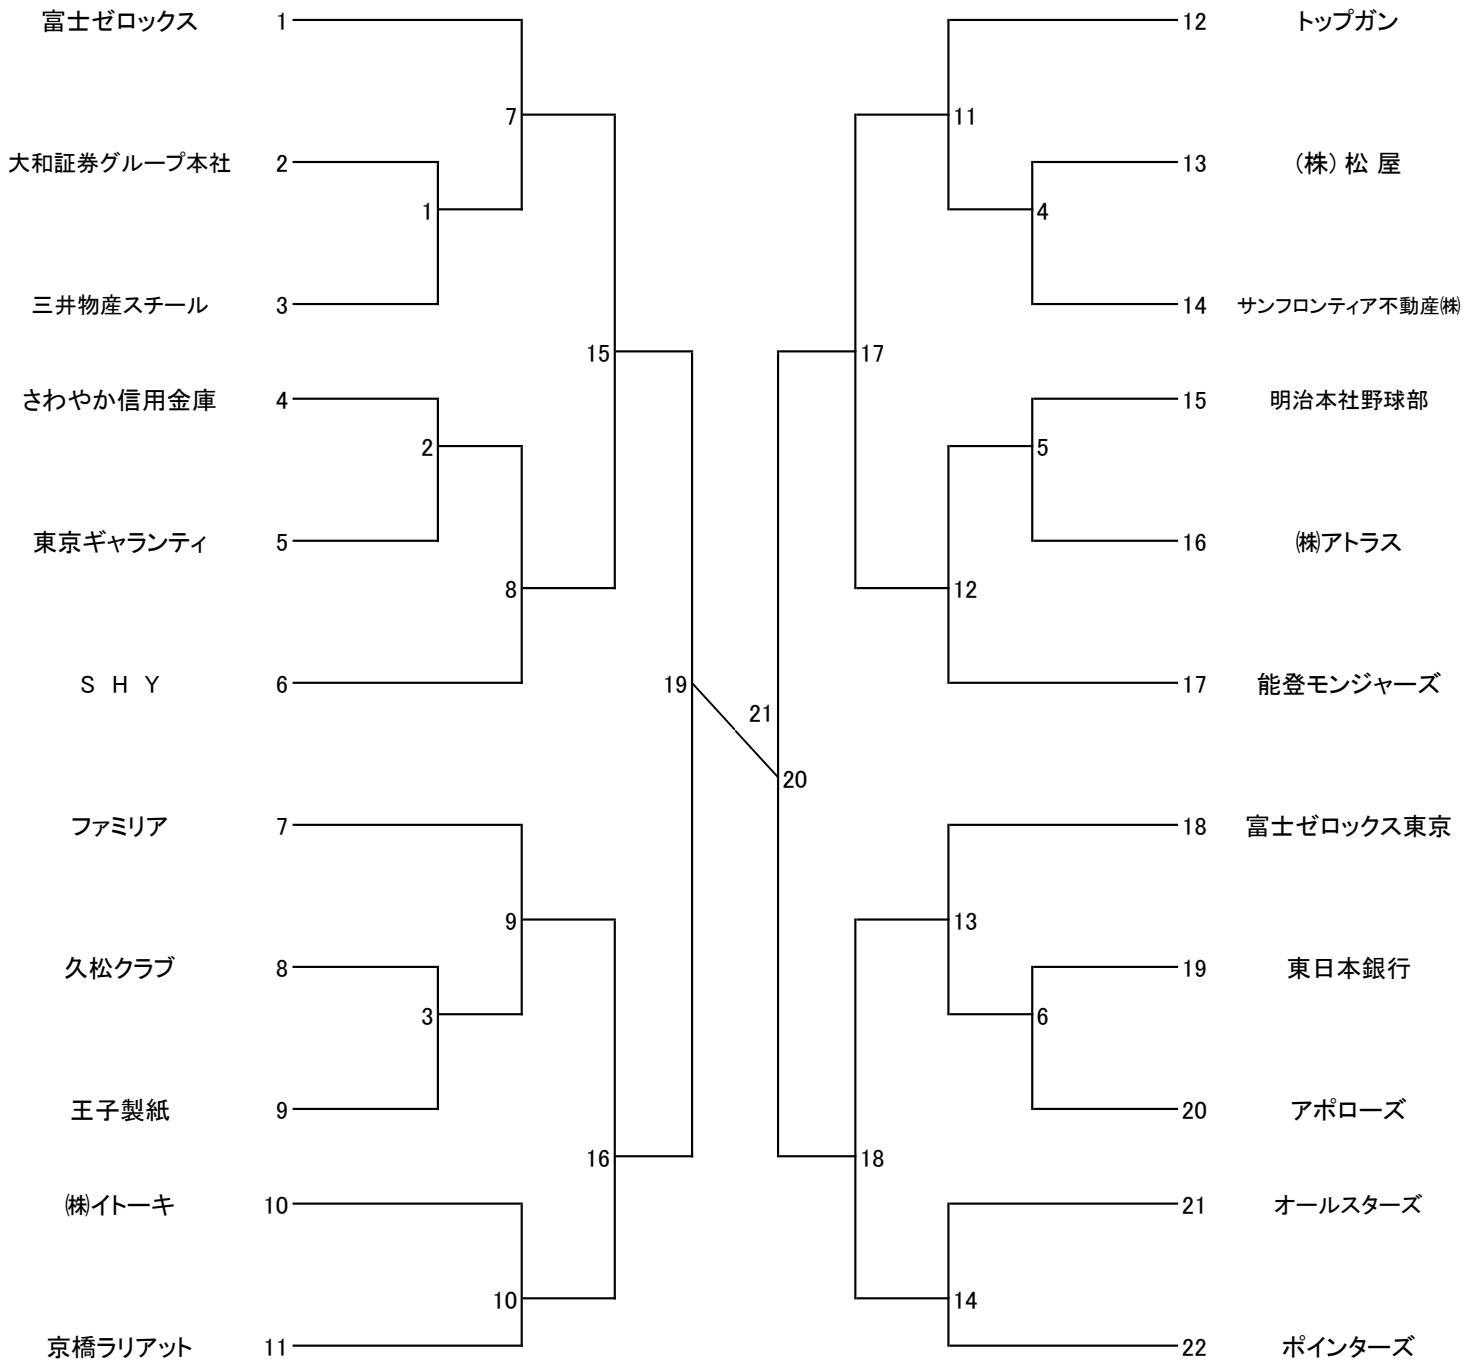 富士ゼロックス 1 12 トップガン
7 11
大和証券グループ本社 2 13 (株)松 屋
1 4
三井物産スチール 3 14 サンフロンティア不動産㈱
15 17
さわやか信用金庫 4 15 明治本社野球部
2 5
東京ギャランティ 5 16 ㈱アトラス
8 12
S H Y 6 19 17 能登モンジャーズ
21
20
ファミリア 7 18 富士ゼロックス東京
9 13
久松クラブ 8 19 東日本銀行
3 6
王子製紙 9 20 アポローズ
16 18
㈱イトーキ 10 21 オールスターズ
10 14
京橋ラリアット 11 22 ポインターズ